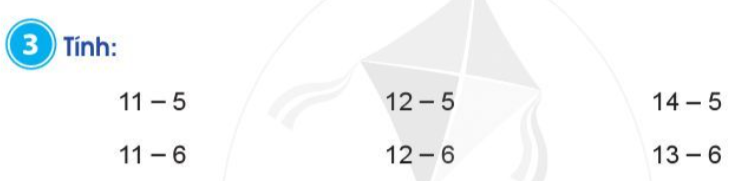 3 Tính:
11 – 5 12 – 5 14 – 5
11 – 6 12 – 6 13 – 6